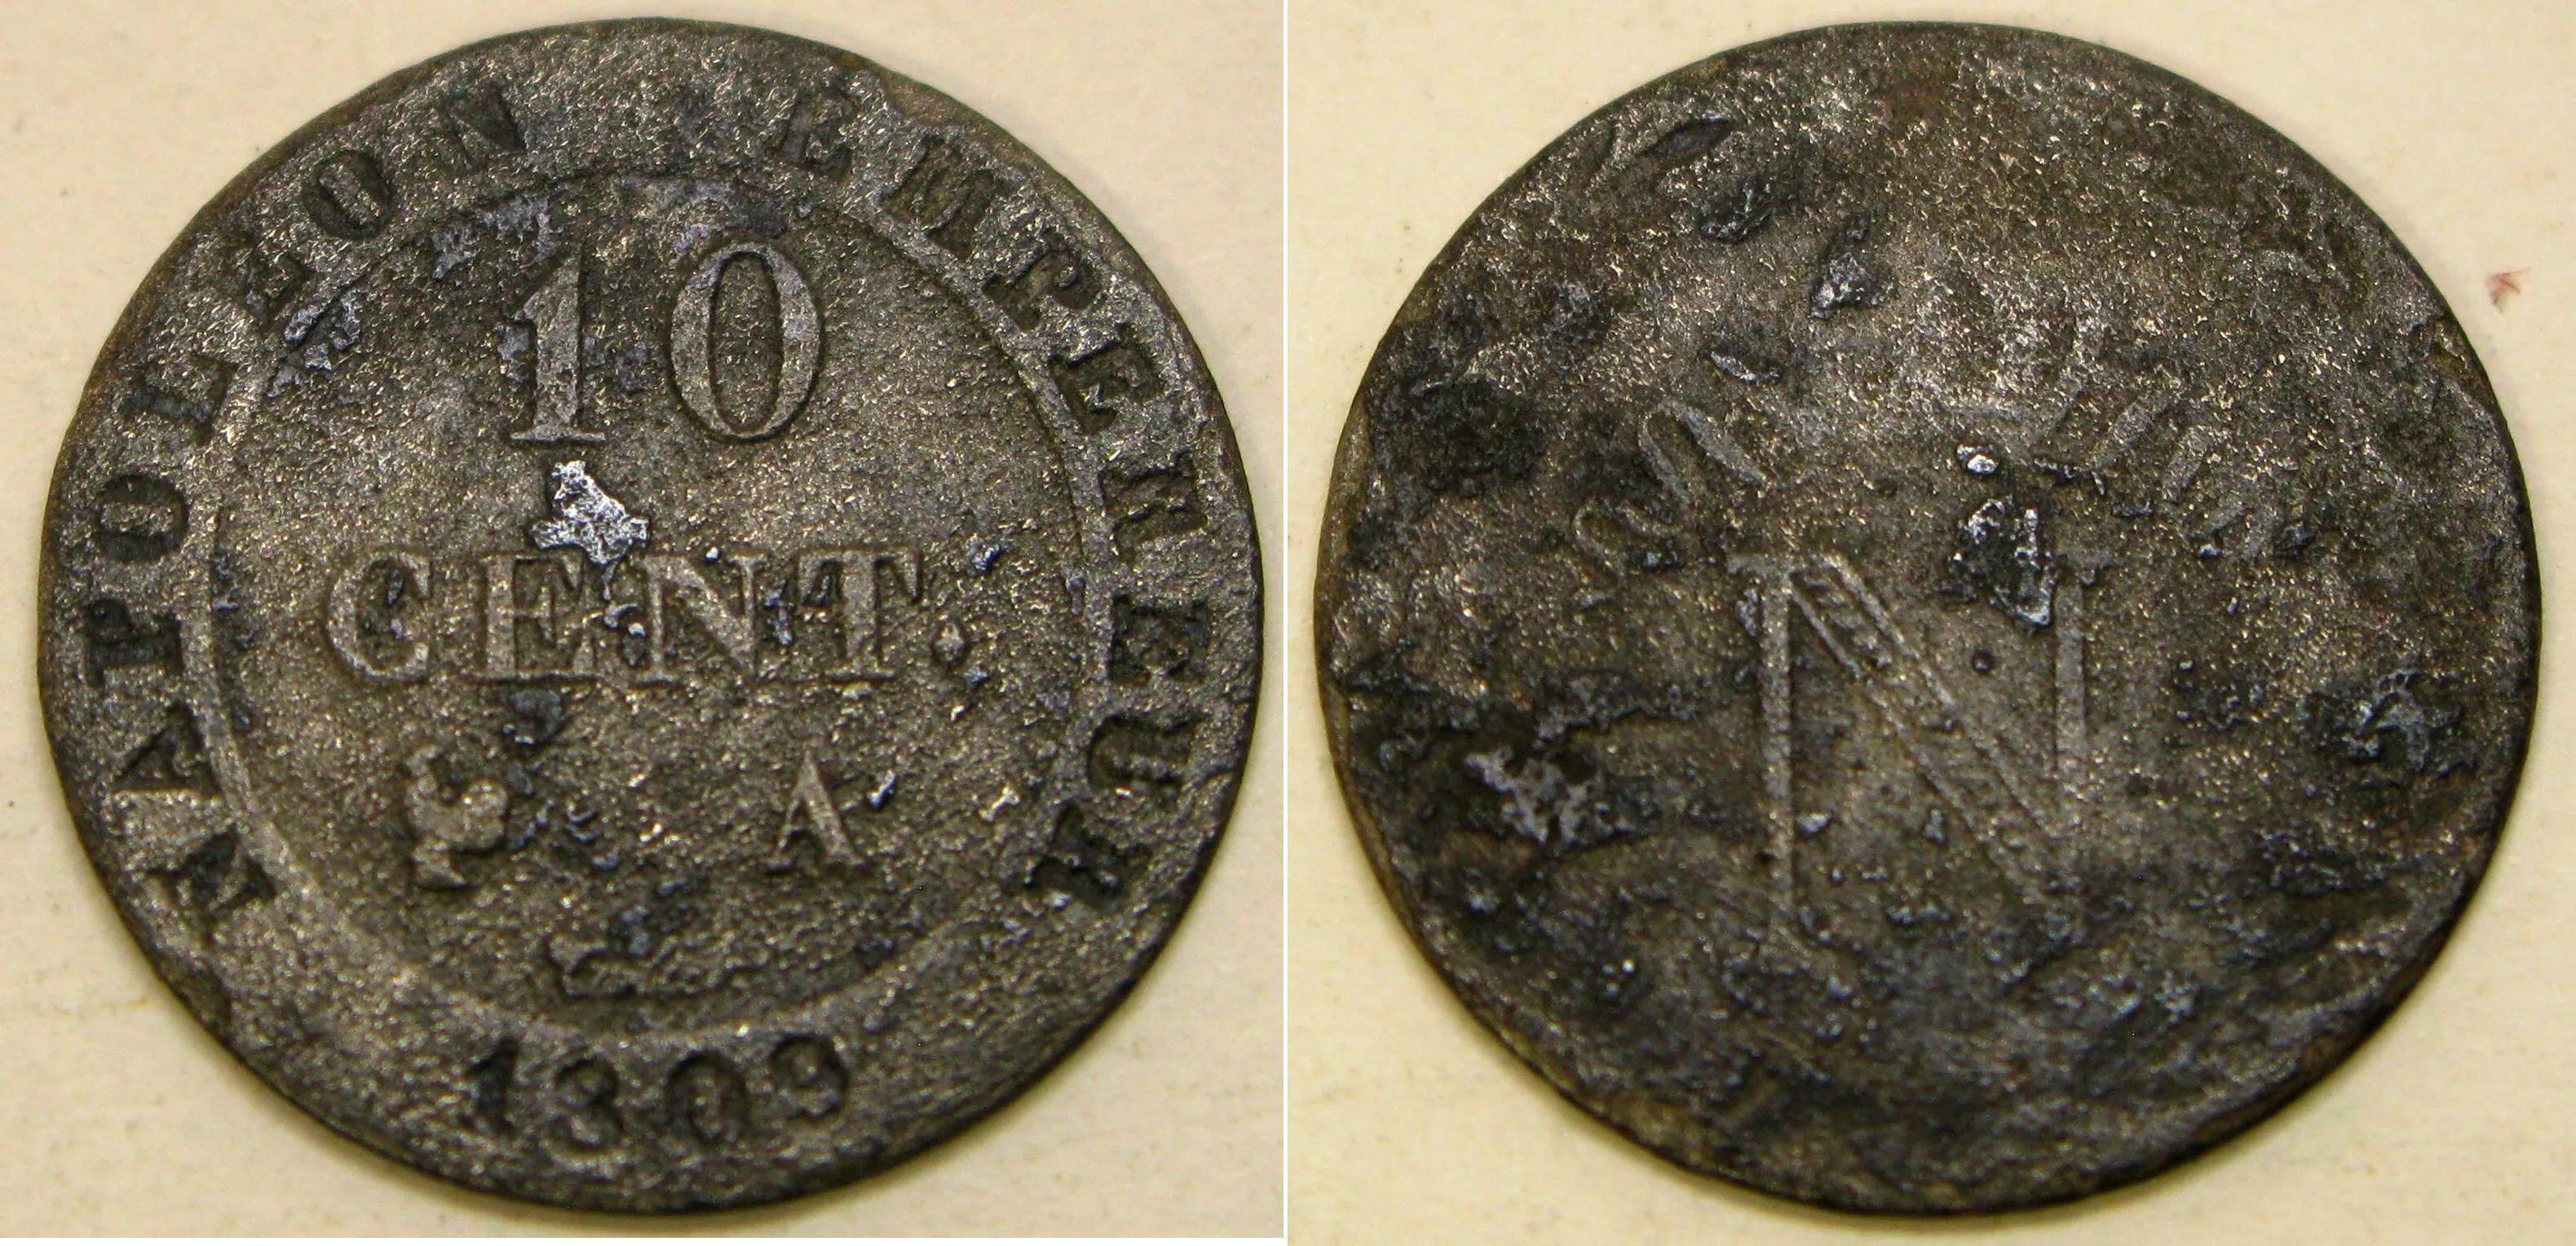 NAPOLEON EMPEREUR
10
CENT.
A
1809
N